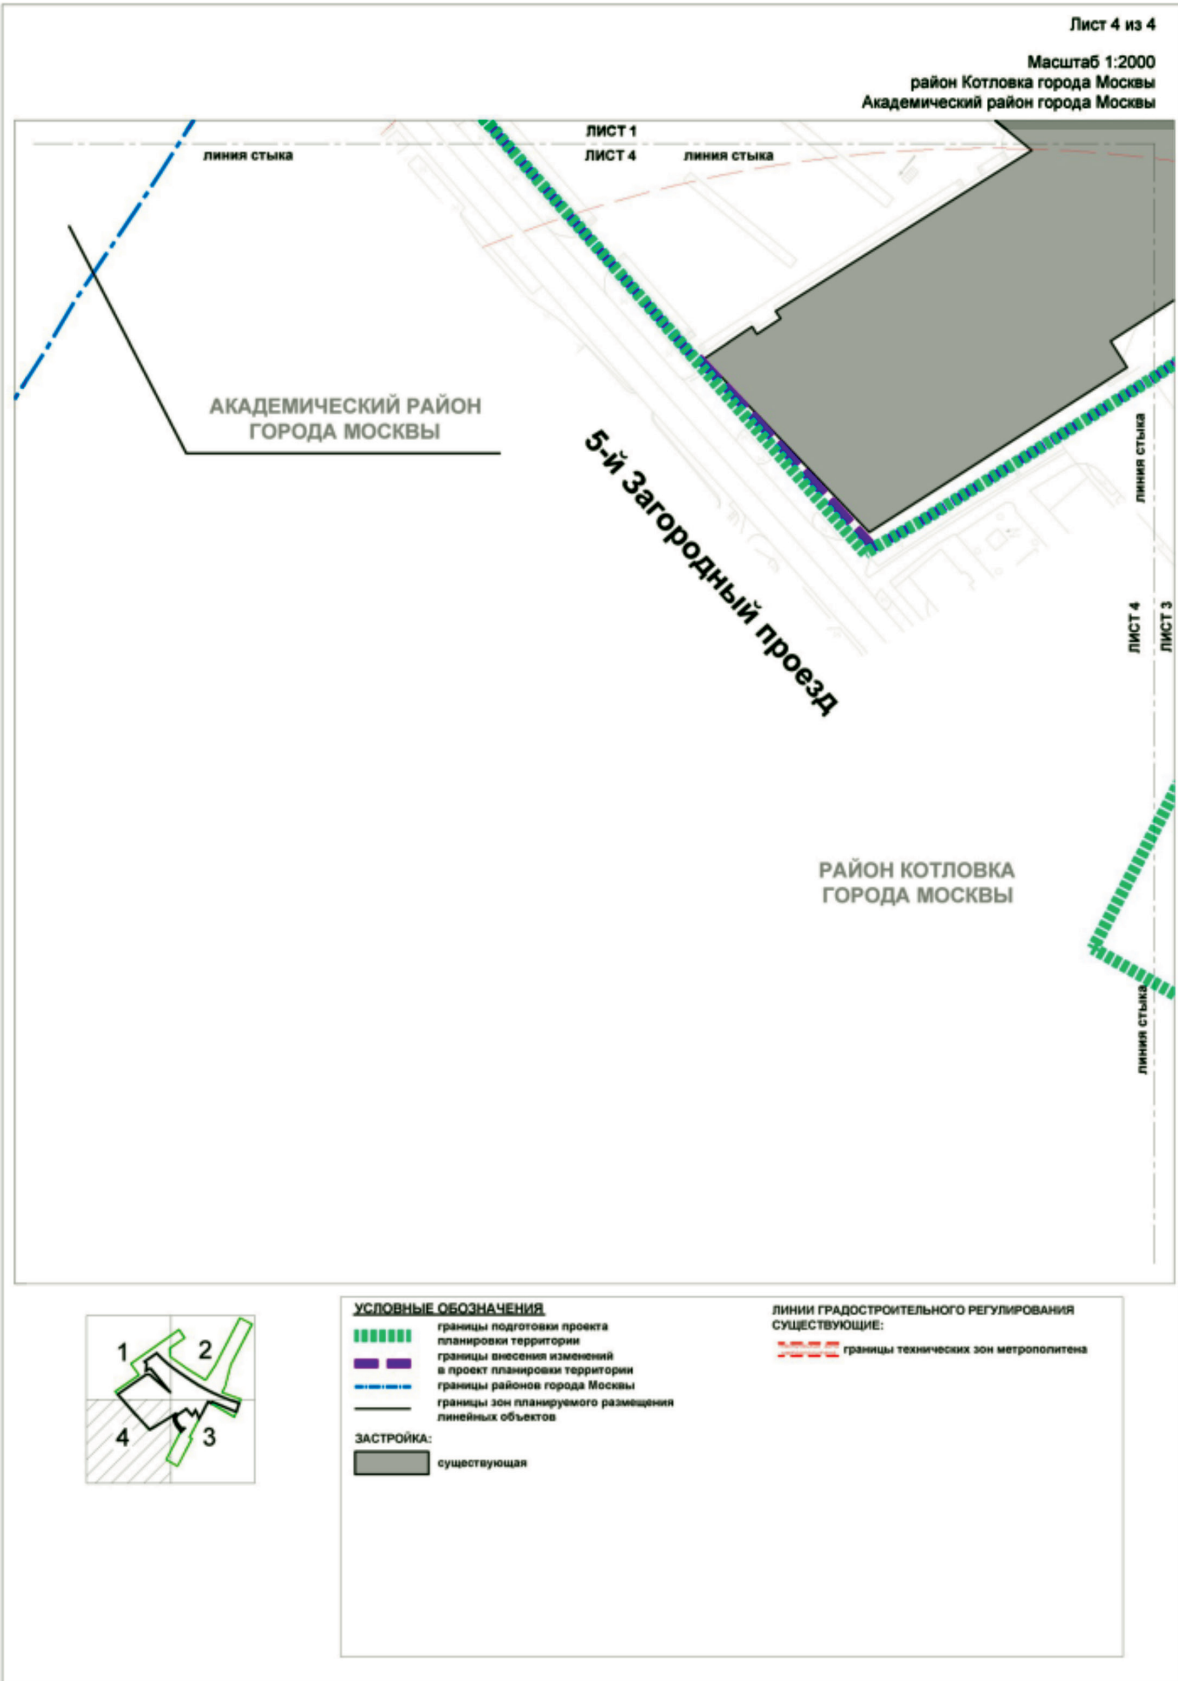 Лист 4 из 4
Масштаб 1:2000
район Котловка города Москвы
Академический район города Москвы
ЛИСТ 1
линия стыка
ЛИСТ 4
линия стыка
АКАДЕМИЧЕСКИЙ РАЙОН
ГОРОДА МОСКВЫ
5-й Загородный проезд
линия стыка
ЛИСТ 4
ЛИСТ 3
РАЙОН КОТЛОВКА
ГОРОДА МОСКВЫ
линия стыка
1
2
4
3
УСЛОВНЫЕ ОБОЗНАЧЕНИЯ
границы подготовки проекта
планировки территории
границы внесения изменений
в проект планировки территории
границы районов города Москвы
границы зон планируемого размещения
линейных объектов
ЗАСТРОЙКА:
существующая
ЛИНИИ ГРАДОСТРОИТЕЛЬНОГО РЕГУЛИРОВАНИЯ
СУЩЕСТВУЮЩИЕ:
границы технических зон метрополитена